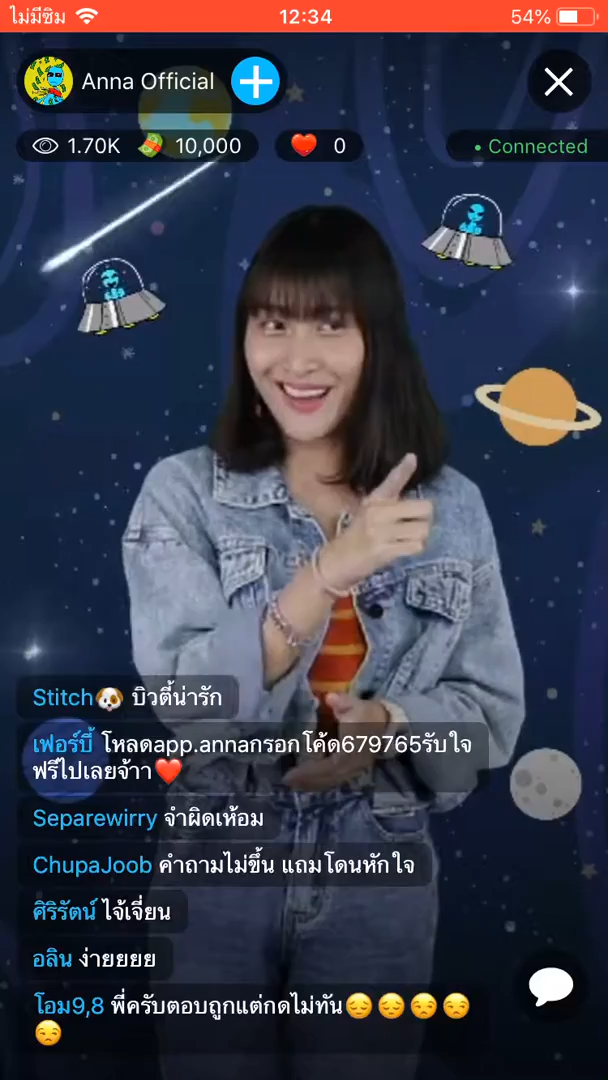 ไม่มีซิม 12:34 54%
Anna Official
1.70K 10,000 0 • Connected
Stitch🐶 บิวตี้น่ารัก
เฟอร์บี้ โหลดapp.annaกรอกโค้ด679765รับใจ
ฟรีไปเลยจ้าา❤️
Separewirry จำผิดเห้อม
ChupaJoob คำถามไม่ขึ้น แถมโดนหักใจ
ศิริรัตน์ ไจ้เจี่ยน
อลิน ง่ายยยย
โอม9,8 พี่ครับตอบถูกแต่กดไม่ทัน😔😔😒😒
😒